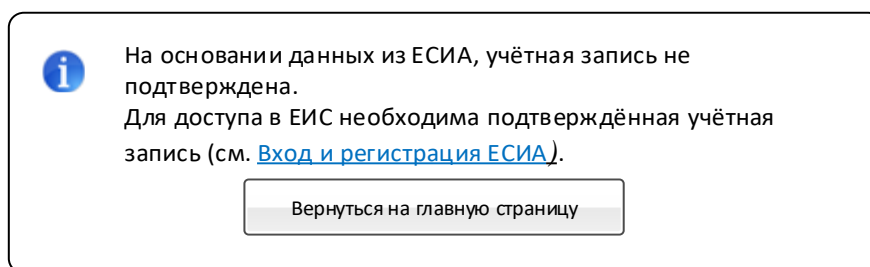 На основании данных из ЕСИА, учётная запись не
подтверждена.
Для доступа в ЕИС необходима подтверждённая учётная
запись (см. Вход и регистрация ЕСИА).
Вернуться на главную страницу